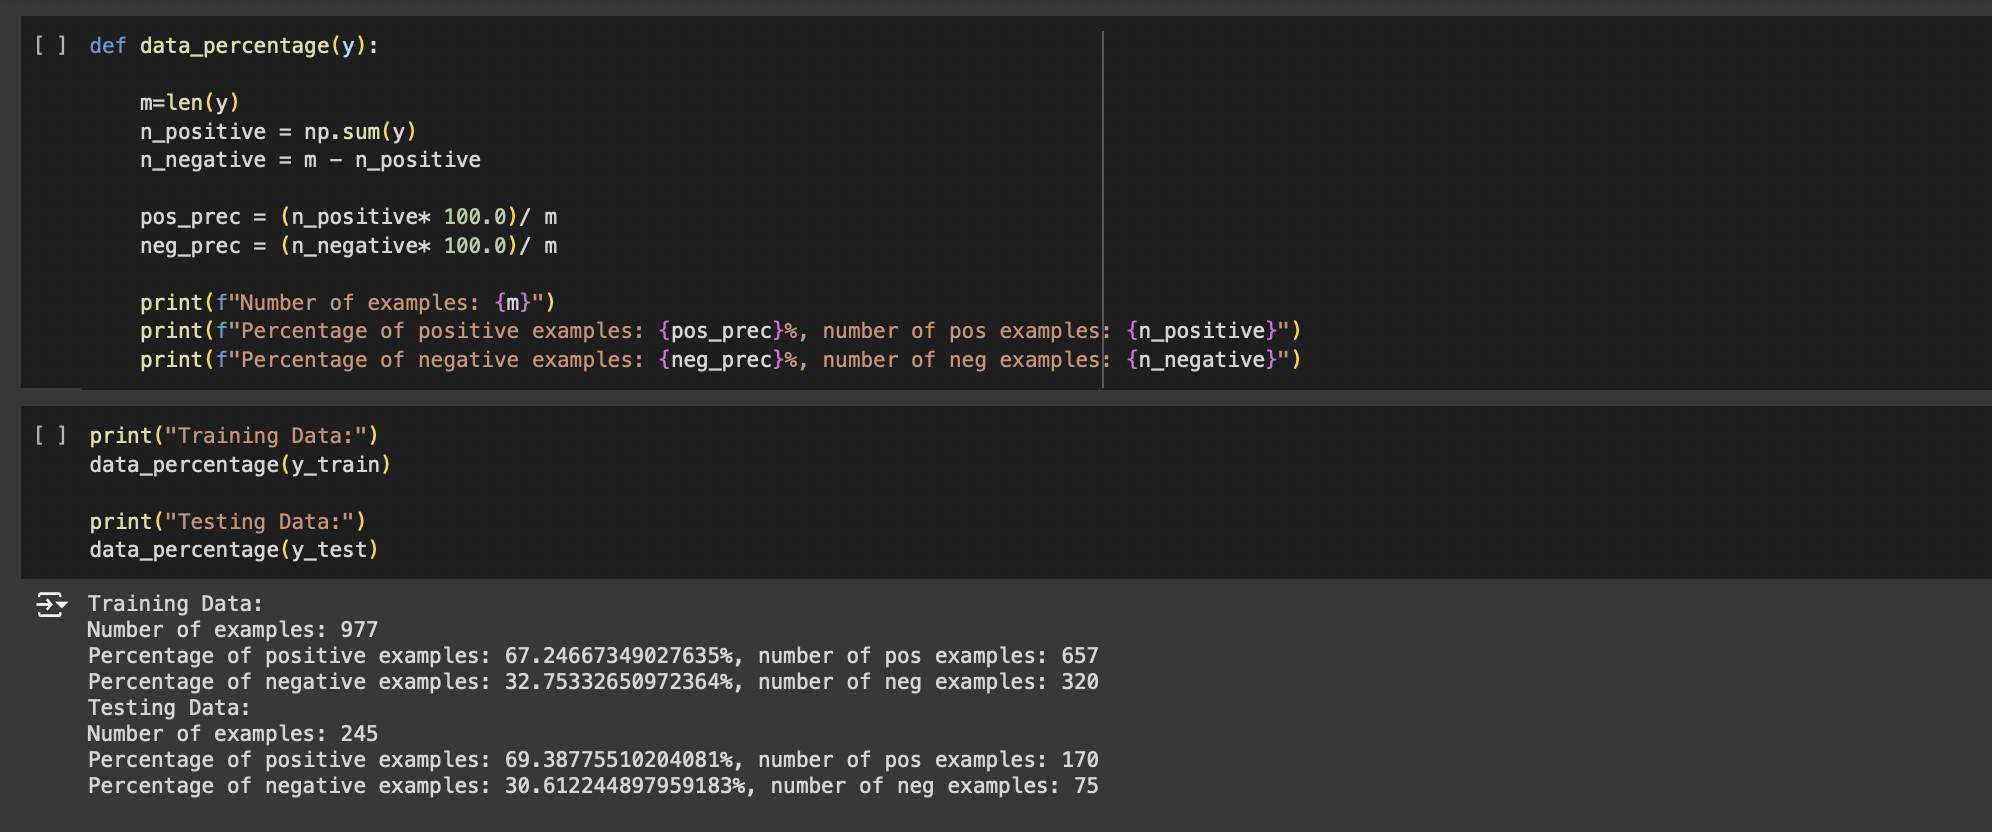 [ ] def data_percentage(y):
m=len(y)
n_positive = np.sum(y)
n_negative = m - n_positive
pos_prec = (n_positive* 100.0)/ m
neg_prec = (n_negative* 100.0)/ m
print(f"Number of examples: {m}")
print(f"Percentage of positive examples: {pos_prec}%, number of pos examples: {n_positive}")
print(f"Percentage of negative examples: {neg_prec}%, number of neg examples: {n_negative}")
[ ] print("Training Data:")
data_percentage(y_train)
print("Testing Data:")
data_percentage(y_test)
Training Data:
Number of examples: 977
Percentage of positive examples: 67.24667349027635%, number of pos examples: 657
Percentage of negative examples: 32.75332650972364%, number of neg examples: 320
Testing Data:
Number of examples: 245
Percentage of positive examples: 69.38775510204081%, number of pos examples: 170
Percentage of negative examples: 30.612244897959183%, number of neg examples: 75